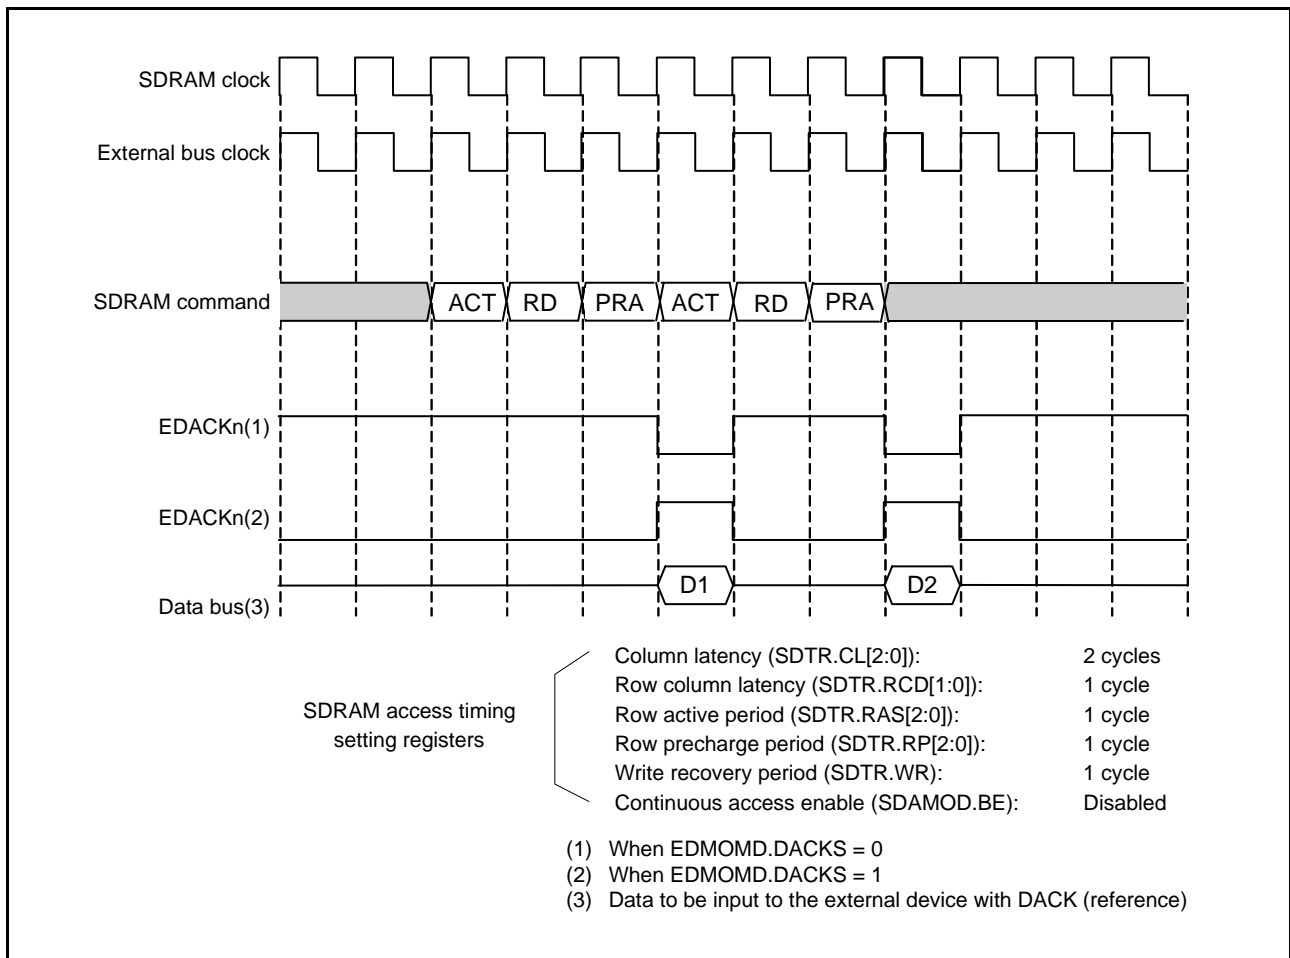 SDRAM clock
External bus clock
SDRAM command ACT RD PRA ACT RD PRA
EDACKn(1)
EDACKn(2)
D1 D2
Data bus(3)
Column latency (SDTR.CL[2:0]): 2 cycles
Row column latency (SDTR.RCD[1:0]): 1 cycle
SDRAM access timing
Row active period (SDTR.RAS[2:0]): 1 cycle
setting registers
Row precharge period (SDTR.RP[2:0]): 1 cycle
Write recovery period (SDTR.WR): 1 cycle
Continuous access enable (SDAMOD.BE): Disabled
(1) When EDMOMD.DACKS = 0
(2) When EDMOMD.DACKS = 1
(3) Data to be input to the external device with DACK (reference)